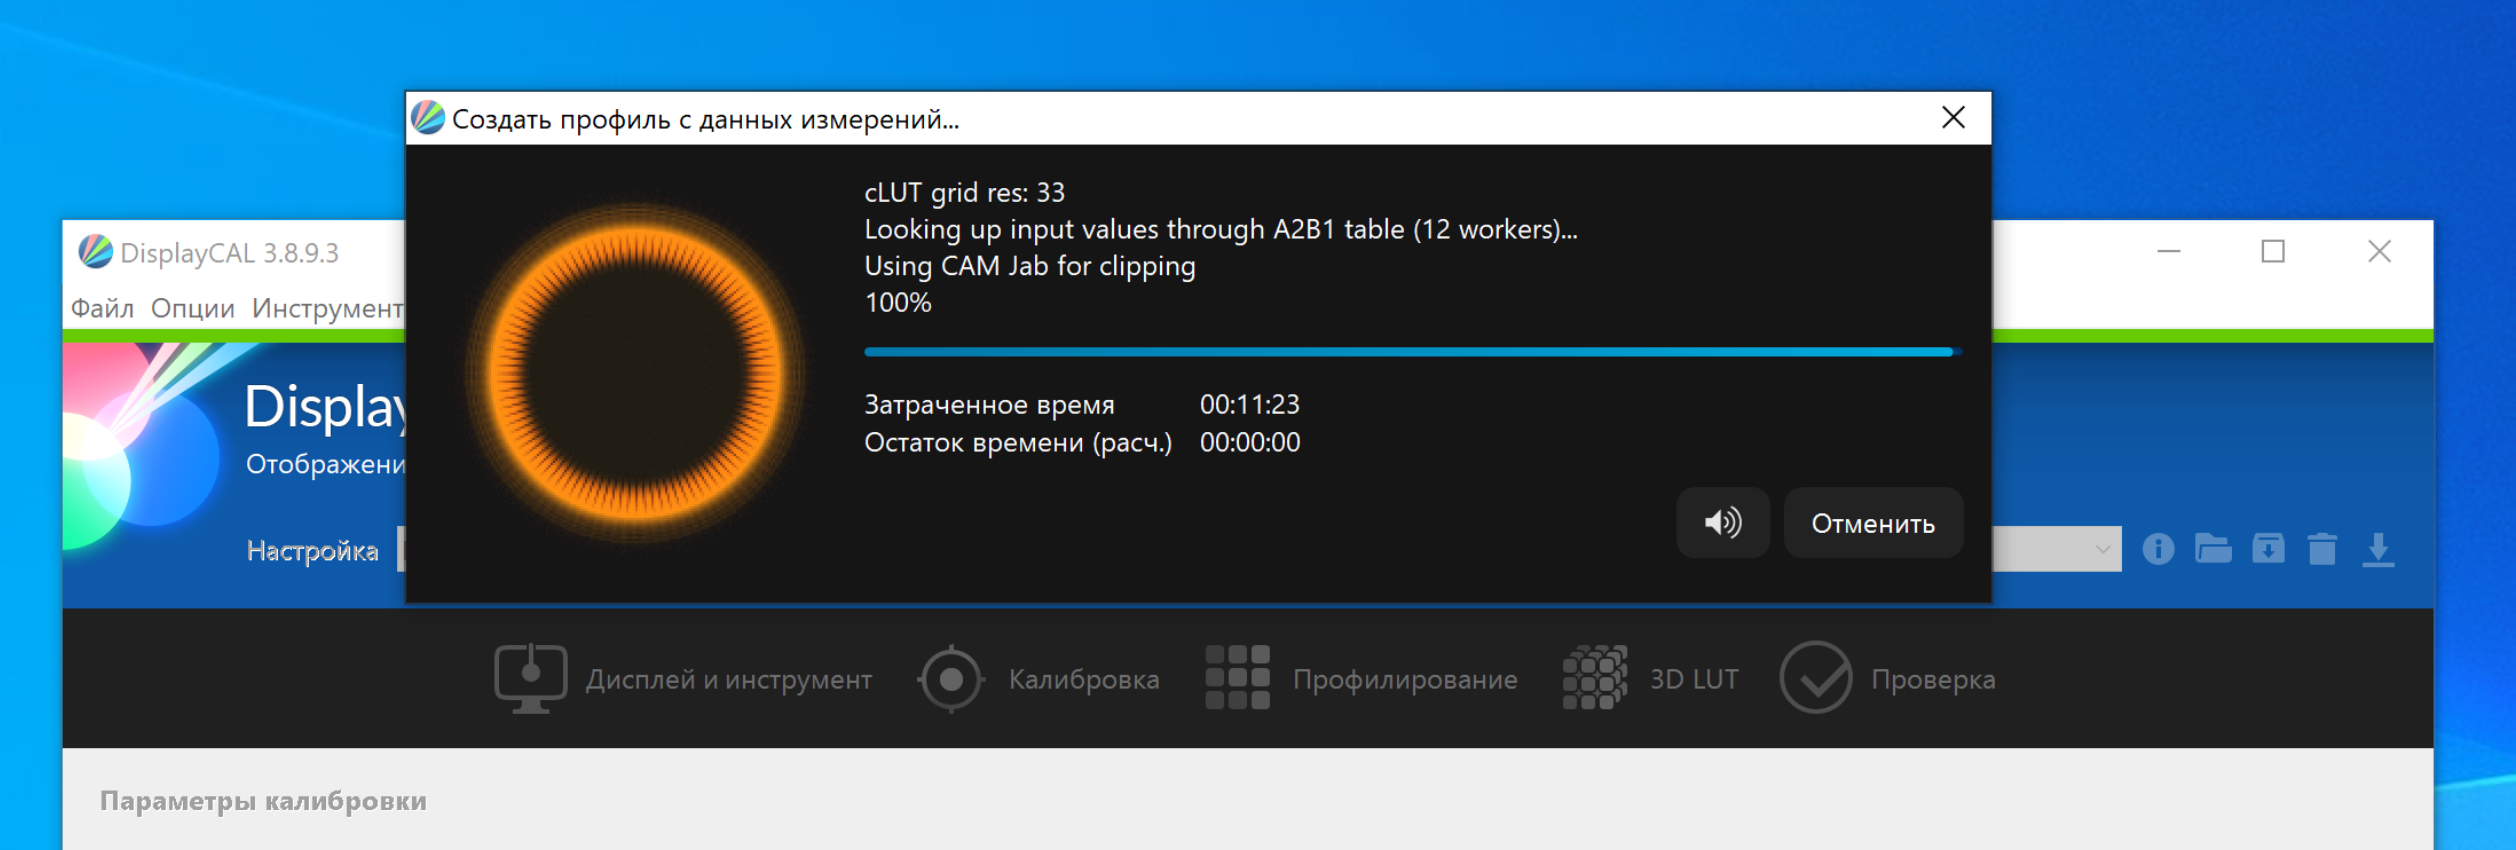 Создать профиль с данных измерений...
cLUT grid res: 33
Looking up input values through A2B1 table (12 workers)...
Using CAM Jab for clipping
100%
Затраченное время 00:11:23
Остаток времени (расч.) 00:00:00
Отменить
DisplayCAL 3.8.9.3
Файл Опции Инструмент
Display
Отображени
Настройка
Дисплей и инструмент Калибровка Профилирование 3D LUT Проверка
Параметры калибровки